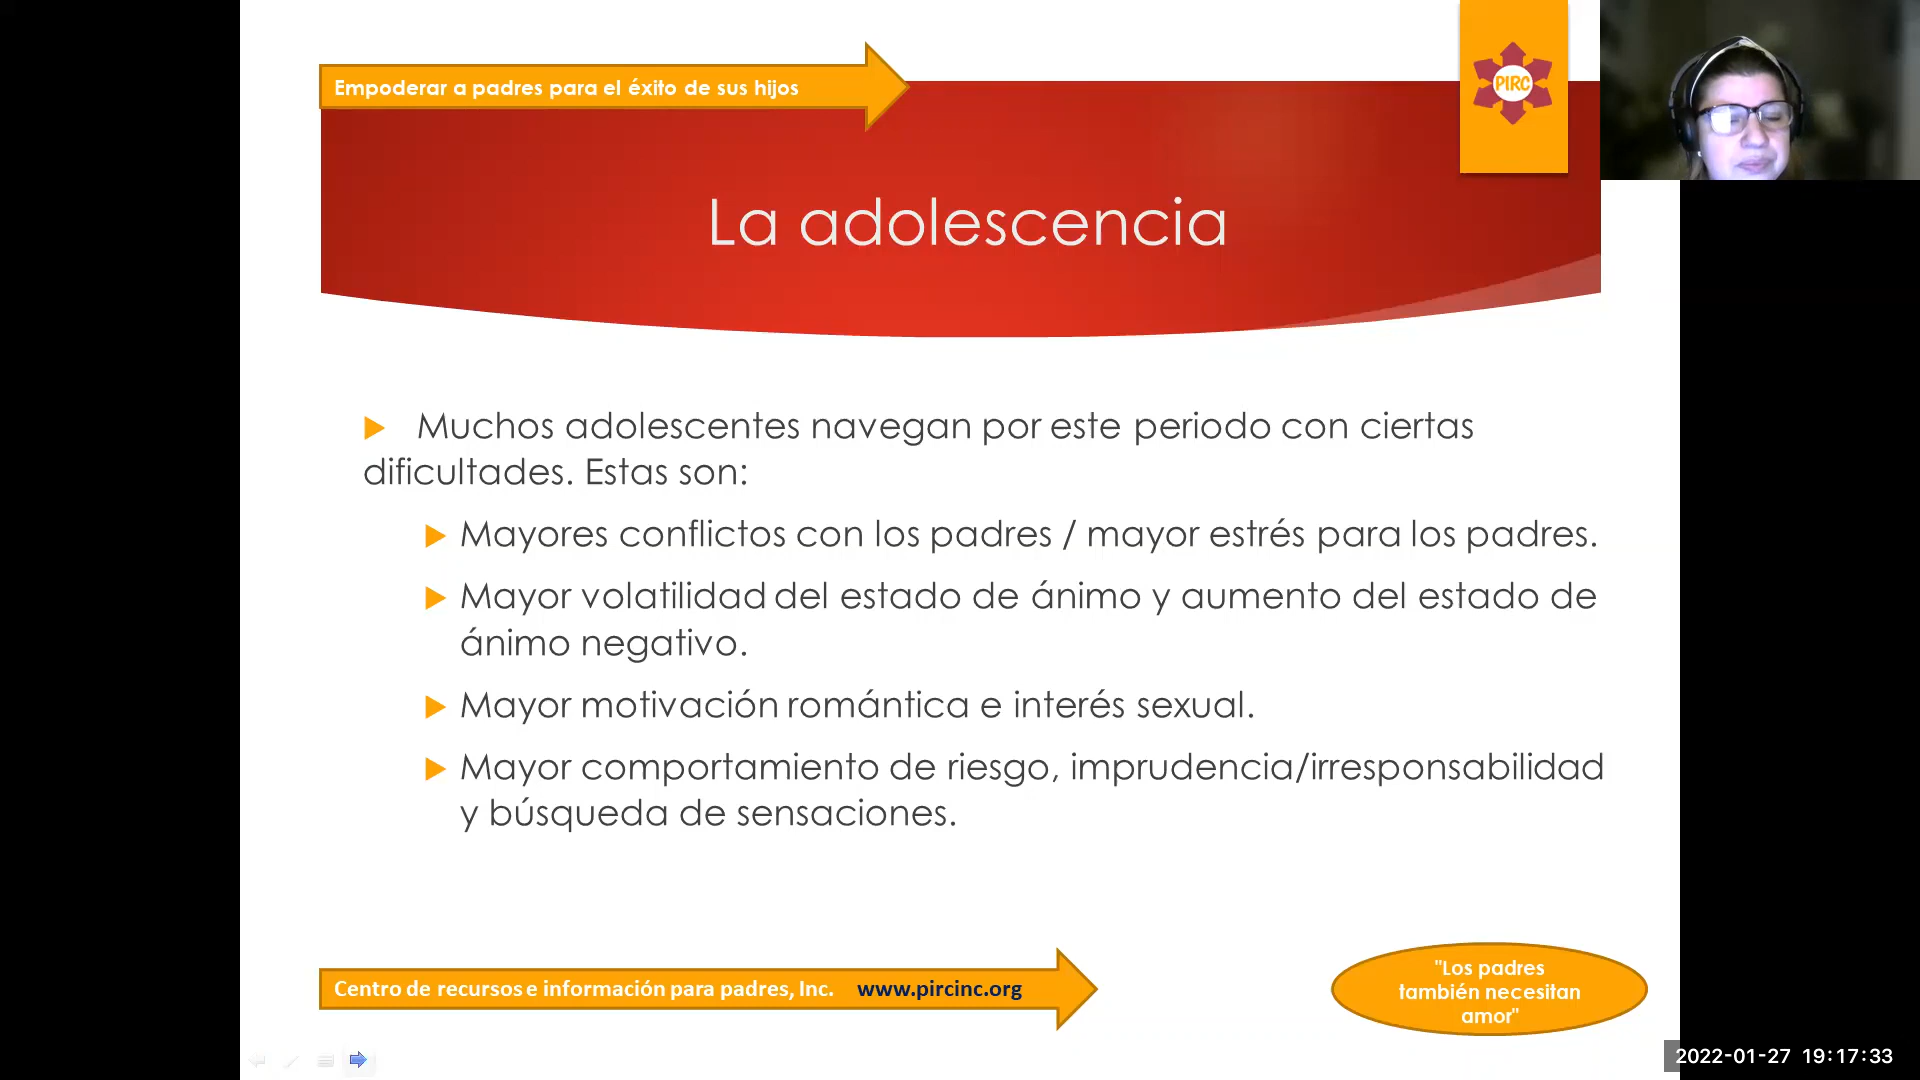 Empoderar a padres para el éxito de sus hijos
PIRC
La adolescencia
Muchos adolescentes navegan por este periodo con ciertas
dificultades. Estas son:
Mayores conflictos con los padres / mayor estrés para los padres.
Mayor volatilidad del estado de ánimo y aumento del estado de
ánimo negativo.
Mayor motivación romántica e interés sexual.
Mayor comportamiento de riesgo, imprudencia/irresponsabilidad
y búsqueda de sensaciones.
Centro de recursos e información para padres, Inc. www.pircinc.org
"Los padres
también necesitan
amor"
2022-01-27 19:17:33